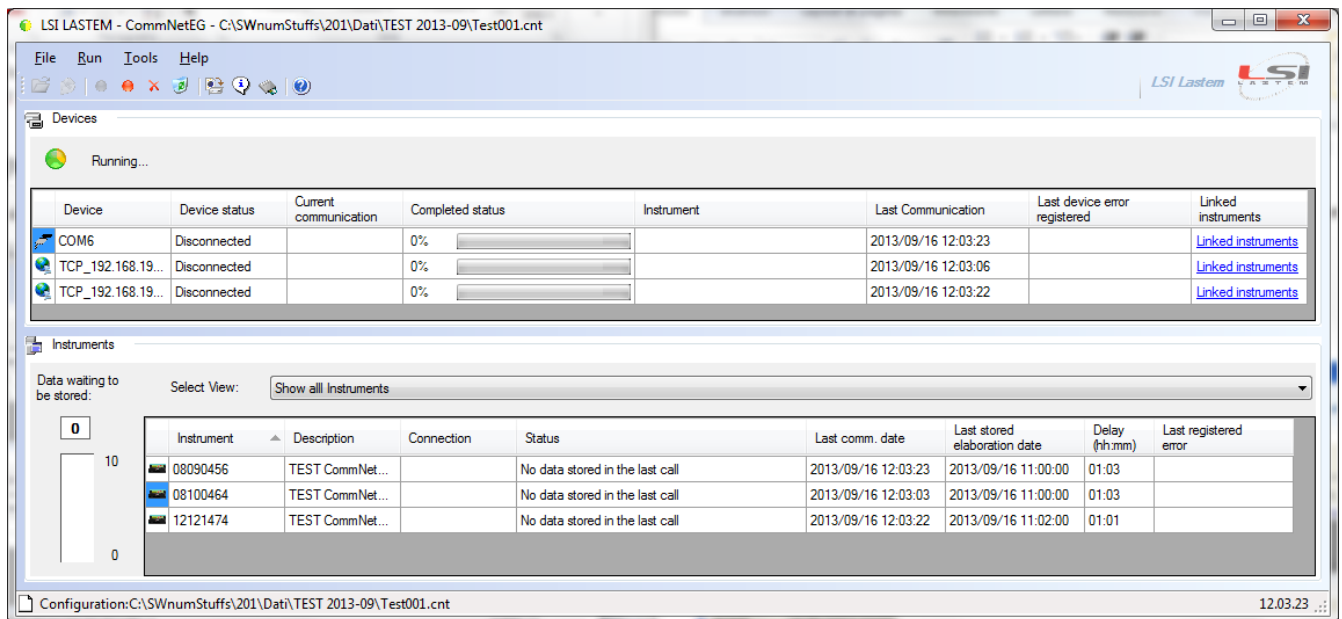 LSI LASTEM - CommNetEG - C:\SWnumStuffs\201\Dati\TEST 2013-09\Test001.cnt
File Run Tools Help
LSI Lastem LSI LASTEM
Devices
Running...
Device Device status Current communication Completed status Instrument Last Communication Last device error registered Linked instruments
COM6 Disconnected 0% 2013/09/16 12:03:23 Linked instruments
TCP_192.168.19... Disconnected 0% 2013/09/16 12:03:06 Linked instruments
TCP_192.168.19... Disconnected 0% 2013/09/16 12:03:22 Linked instruments
Instruments
Data waiting to be stored: Select View: Show alll Instruments
0
10
0
Instrument Description Connection Status Last comm. date Last stored elaboration date Delay (hh:mm) Last registered error
08090456 TEST CommNet... No data stored in the last call 2013/09/16 12:03:23 2013/09/16 11:00:00 01:03
08100464 TEST CommNet... No data stored in the last call 2013/09/16 12:03:03 2013/09/16 11:00:00 01:03
12121474 TEST CommNet... No data stored in the last call 2013/09/16 12:03:22 2013/09/16 11:02:00 01:01
Configuration:C:\SWnumStuffs\201\Dati\TEST 2013-09\Test001.cnt 12.03.23